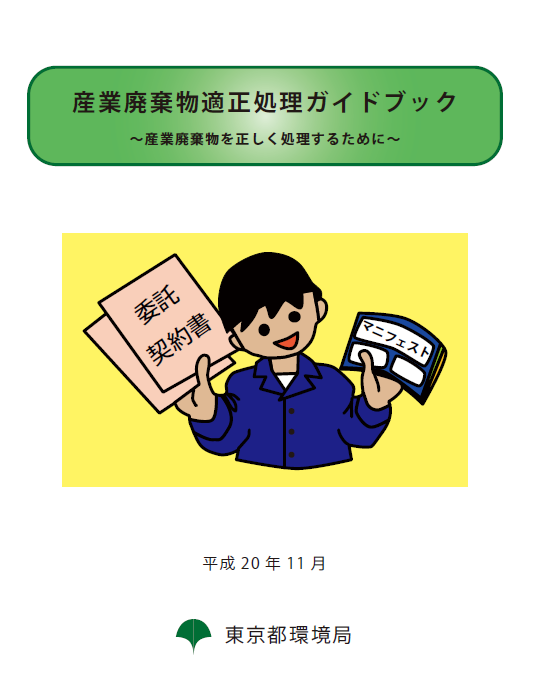 産業廃棄物適正処理ガイドブック
～産業廃棄物を正しく処理するために～
委託
契約書
マニフェスト
平成 20 年 11 月
東京都環境局